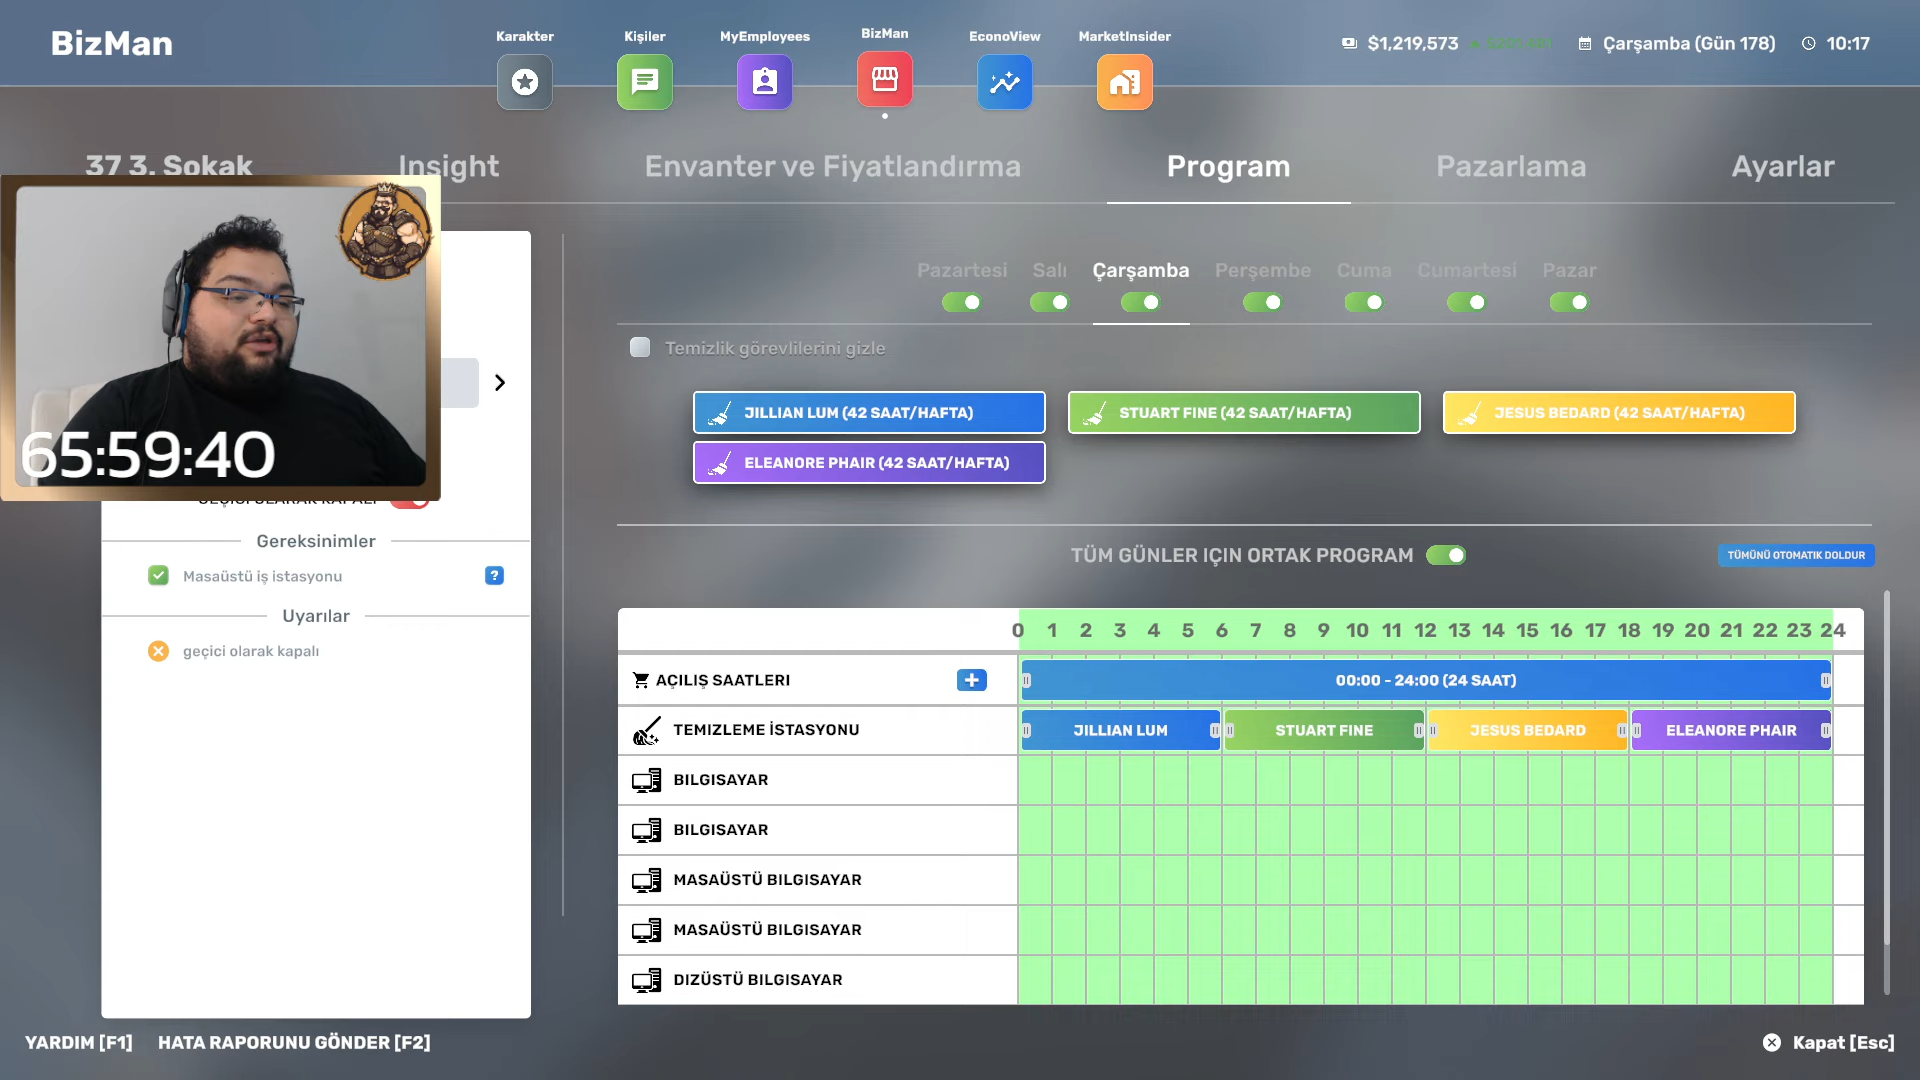 BizMan
Karakter
Kişiler
MyEmployees
BizMan
EconoView
MarketInsider
$1,219,573
Çarşamba (Gün 178)
10:17
37 3. Sokak
Insight
Envanter ve Fiyatlandırma
Program
Pazarlama
Ayarlar
65:59:40
Pazartesi
Salı
Çarşamba
Perşembe
Cuma
Cumartesi
Pazar
Temizlik görevlilerini gizle
JILLIAN LUM (42 SAAT/HAFTA)
STUART FINE (42 SAAT/HAFTA)
JESUS BEDARD (42 SAAT/HAFTA)
ELEANORE PHAIR (42 SAAT/HAFTA)
Gereksinimler
Masaüstü iş istasyonu
?
Uyarılar
geçici olarak kapalı
TÜM GÜNLER IÇIN ORTAK PROGRAM
TÜMÜNÜ OTOMATIK DOLDUR
0 1 2 3 4 5 6 7 8 9 10 11 12 13 14 15 16 17 18 19 20 21 22 23 24
AÇILIŞ SAATLERI
+
00:00 - 24:00 (24 SAAT)
TEMIZLEME İSTASYONU
JILLIAN LUM
STUART FINE
JESUS BEDARD
ELEANORE PHAIR
BILGISAYAR
BILGISAYAR
MASAÜSTÜ BILGISAYAR
MASAÜSTÜ BILGISAYAR
DIZÜSTÜ BILGISAYAR
YARDIM [F1]
HATA RAPORUNU GÖNDER [F2]
Kapat [Esc]